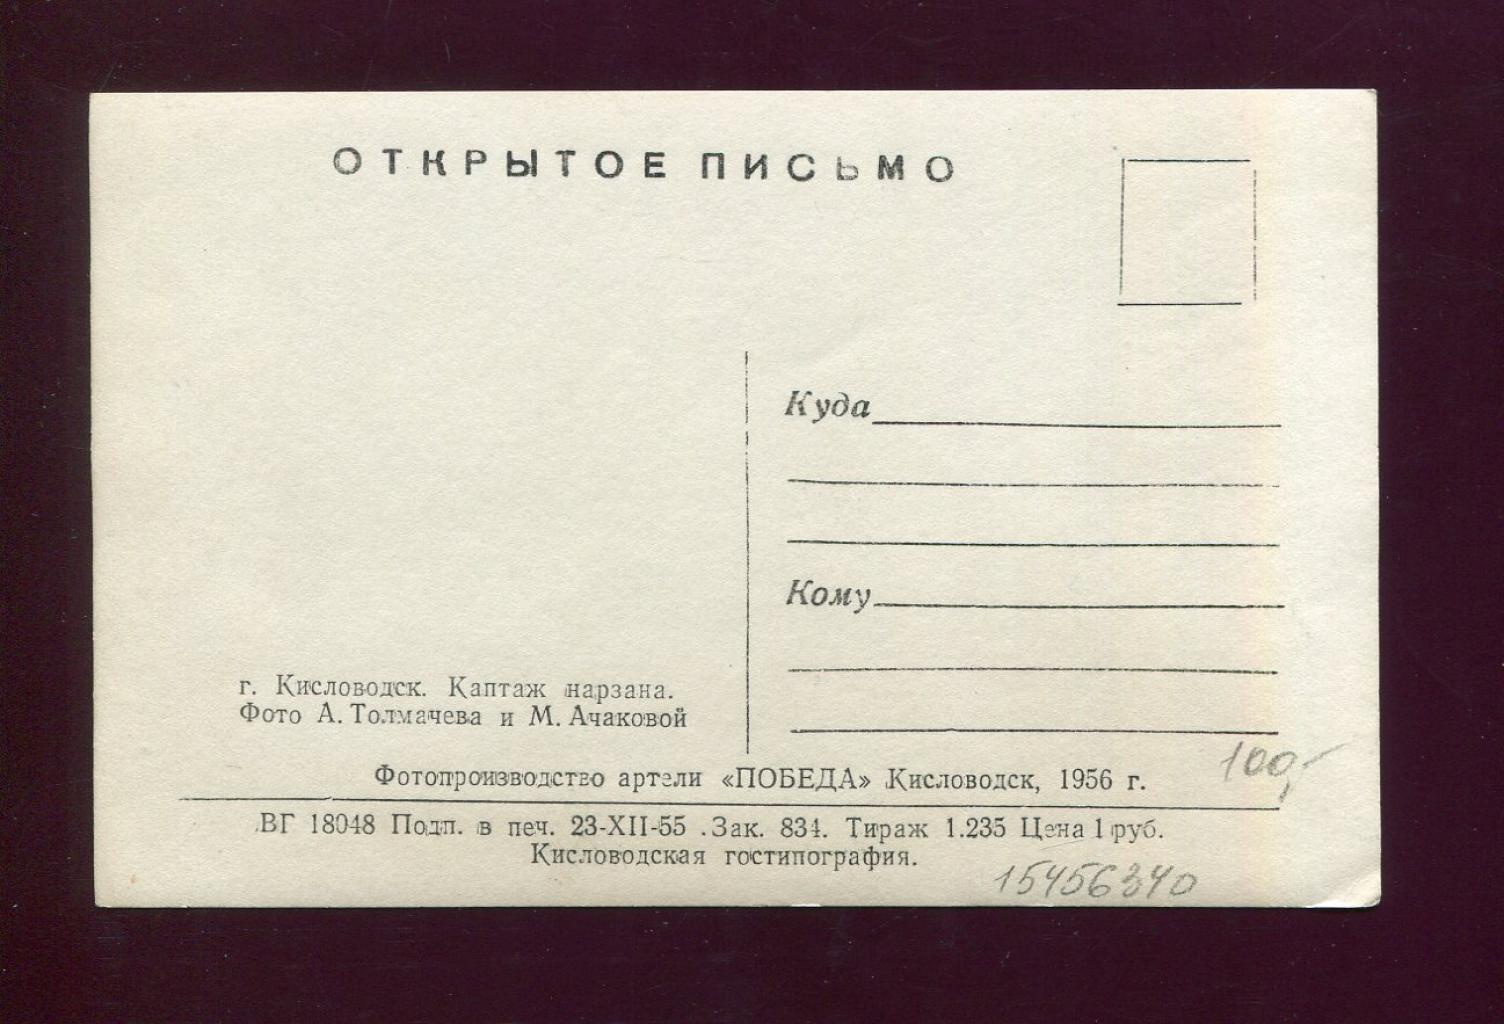 ОТКРЫТОЕ ПИСЬМО
Куда
Кому
г. Кисловодск. Каптаж нарзана.
Фото А. Толмачева и М. Ачаковой
Фотопроизводство артели «ПОБЕДА» Кисловодск, 1956 г.
100,-
ВГ 18048 Подп. в печ. 23-XII-55 . Зак. 834. Тираж 1.235 Цена 1 руб.
Кисловодская гостипография.
15456340